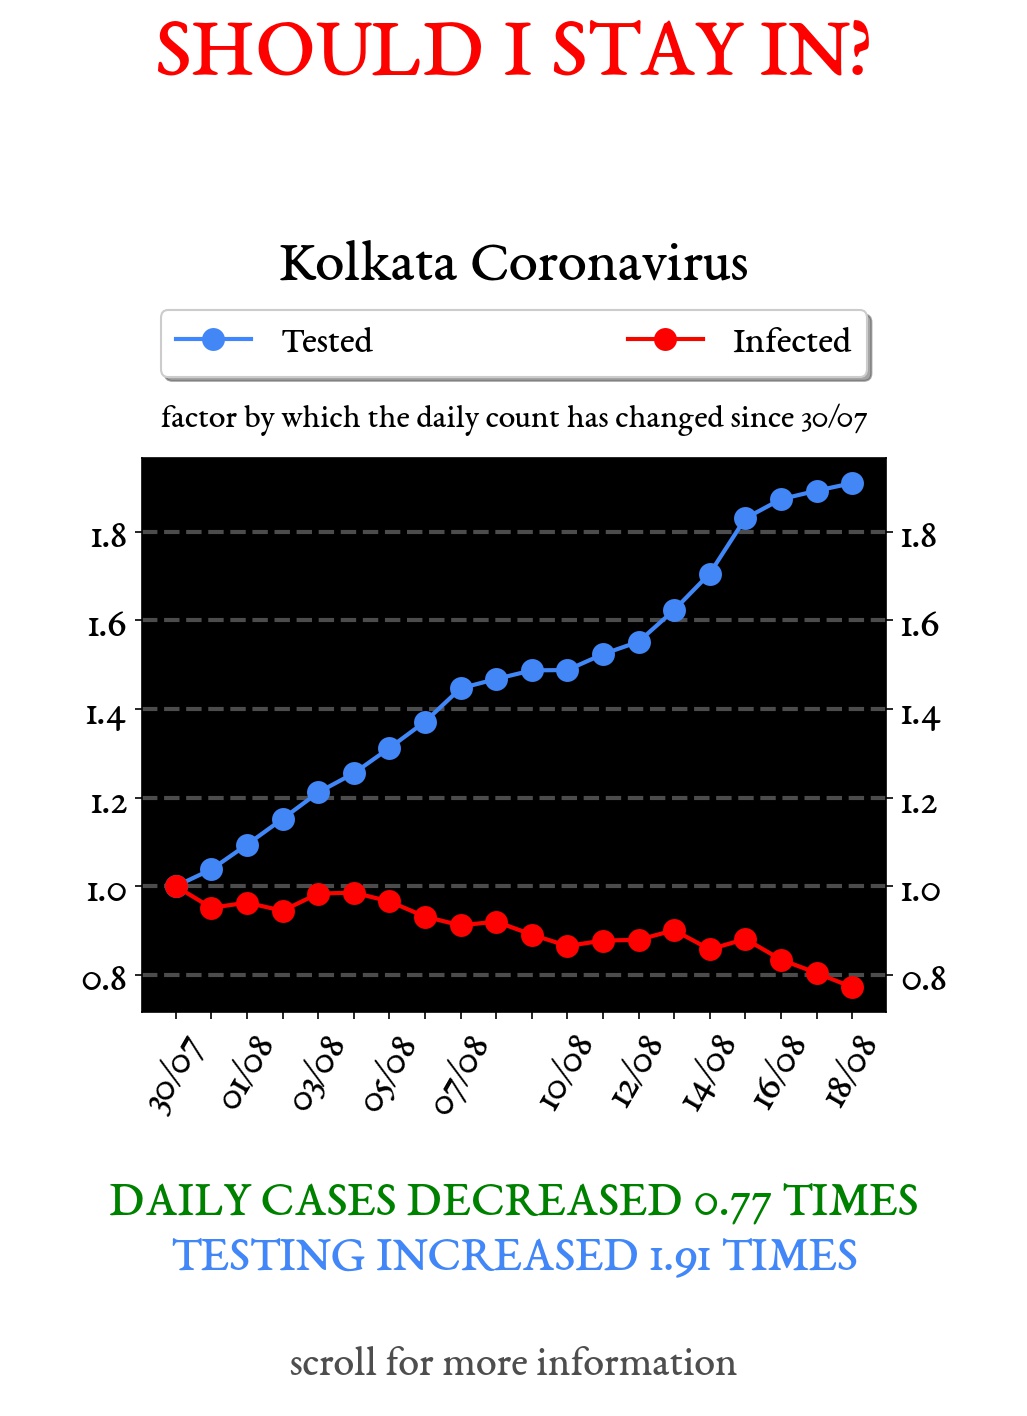 SHOULD I STAY IN?
Kolkata Coronavirus
Tested Infected
factor by which the daily count has changed since 30/07
1.8 1.8
1.6 1.6
1.4 1.4
1.2 1.2
1.0 1.0
0.8 0.8
30/07 01/08 03/08 05/08 07/08 10/08 12/08 14/08 16/08 18/08
DAILY CASES DECREASED 0.77 TIMES
TESTING INCREASED 1.91 TIMES
scroll for more information